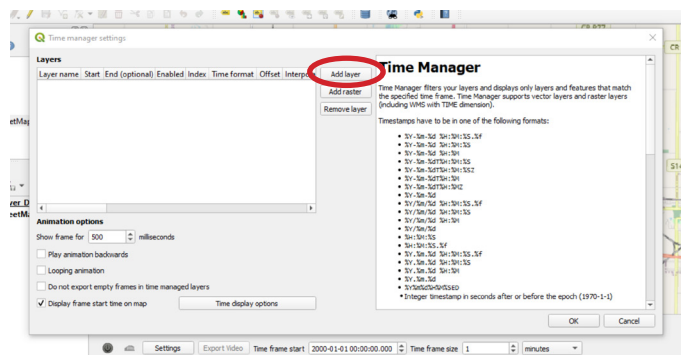 Time manager settings
Layers
Layer name Start End (optional) Enabled Index Time format Offset Interpola
Add layer
Add raster
Remove layer
Animation options
Show frame for 500 milliseconds
Play animation backwards
Looping animation
Do not export empty frames in time managed layers
Display frame start time on map
Time display options
Time Manager
Time Manager filters your layers and displays only layers and features that match
the specified time frame. Time Manager supports vector layers and raster layers
(including WMS with TIME dimension).
Timestamps have to be in one of the following formats:
• %Y-%m-%d %H:%M:%S.%f
• %Y-%m-%d %H:%M:%S
• %Y-%m-%d %H:%M
• %Y-%m-%dT%H:%M:%S
• %Y-%m-%dT%H:%M:%SZ
• %Y-%m-%dT%H:%M
• %Y-%m-%dT%H:%MZ
• %Y-%m-%d
• %Y/%m/%d %H:%M:%S.%f
• %Y/%m/%d %H:%M:%S
• %Y/%m/%d %H:%M
• %Y/%m/%d
• %H:%M:%S
• %H:%M:%S.%f
• %Y.%m.%d %H:%M:%S.%f
• %Y.%m.%d %H:%M:%S
• %Y.%m.%d %H:%M
• %Y.%m.%d
• %Y%m%d%H%M%SED
• Integer timestamp in seconds after or before the epoch (1970-1-1)
OK Cancel
etMap
ver D
eetMa
CR
S14
Settings Export Video Time frame start 2000-01-01 00:00:00.000 Time frame size 1 minutes